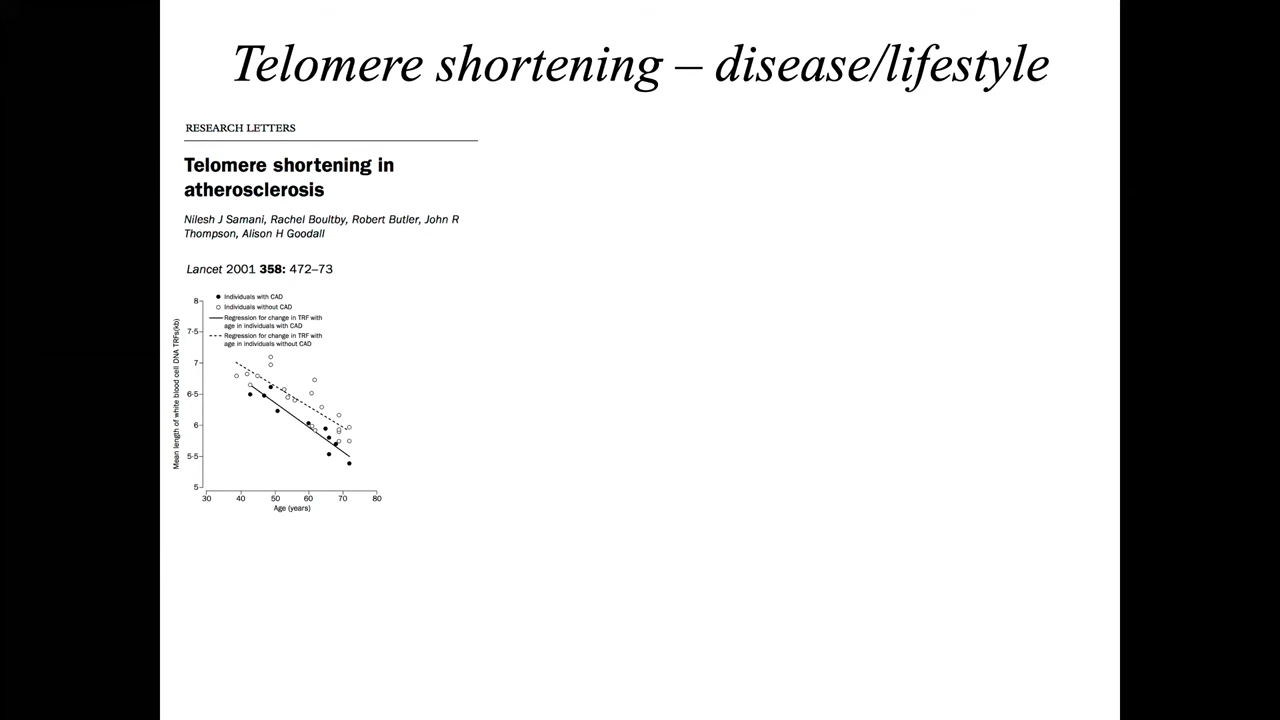 Telomere shortening – disease/lifestyle
RESEARCH LETTERS
Telomere shortening in
atherosclerosis
Nilesh J Samani, Rachel Boultby, Robert Butler, John R
Thompson, Alison H Goodall
Lancet 2001 358: 472–73
Individuals with CAD
Individuals without CAD
Regression for change in TRF with
age in individuals with CAD
Regression for change in TRF with
age in individuals without CAD
Mean length of white blood cell DNA TRFs(kb)
8
7·5
7
6·5
6
5·5
5
30 40 50 60 70 80
Age (years)